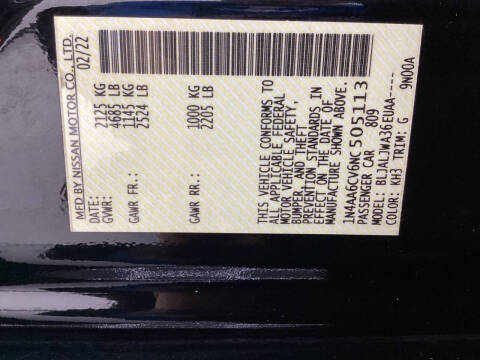 MFD BY NISSAN MOTOR CO., LTD.
DATE: 02/22
GVWR: 2125 KG
4685 LB
GAWR FR.: 1145 KG
2524 LB
GAWR RR.: 1000 KG
2205 LB
THIS VEHICLE CONFORMS TO
ALL APPLICABLE FEDERAL
MOTOR VEHICLE SAFETY,
BUMPER, AND THEFT
PREVENTION STANDARDS IN
EFFECT ON THE DATE OF
MANUFACTURE SHOWN ABOVE.
1N4AA6CV6NC505113
PASSENGER CAR 809
MODEL: BLJALJWA36EUAA----
COLOR: KH3 TRIM: G 9N00A